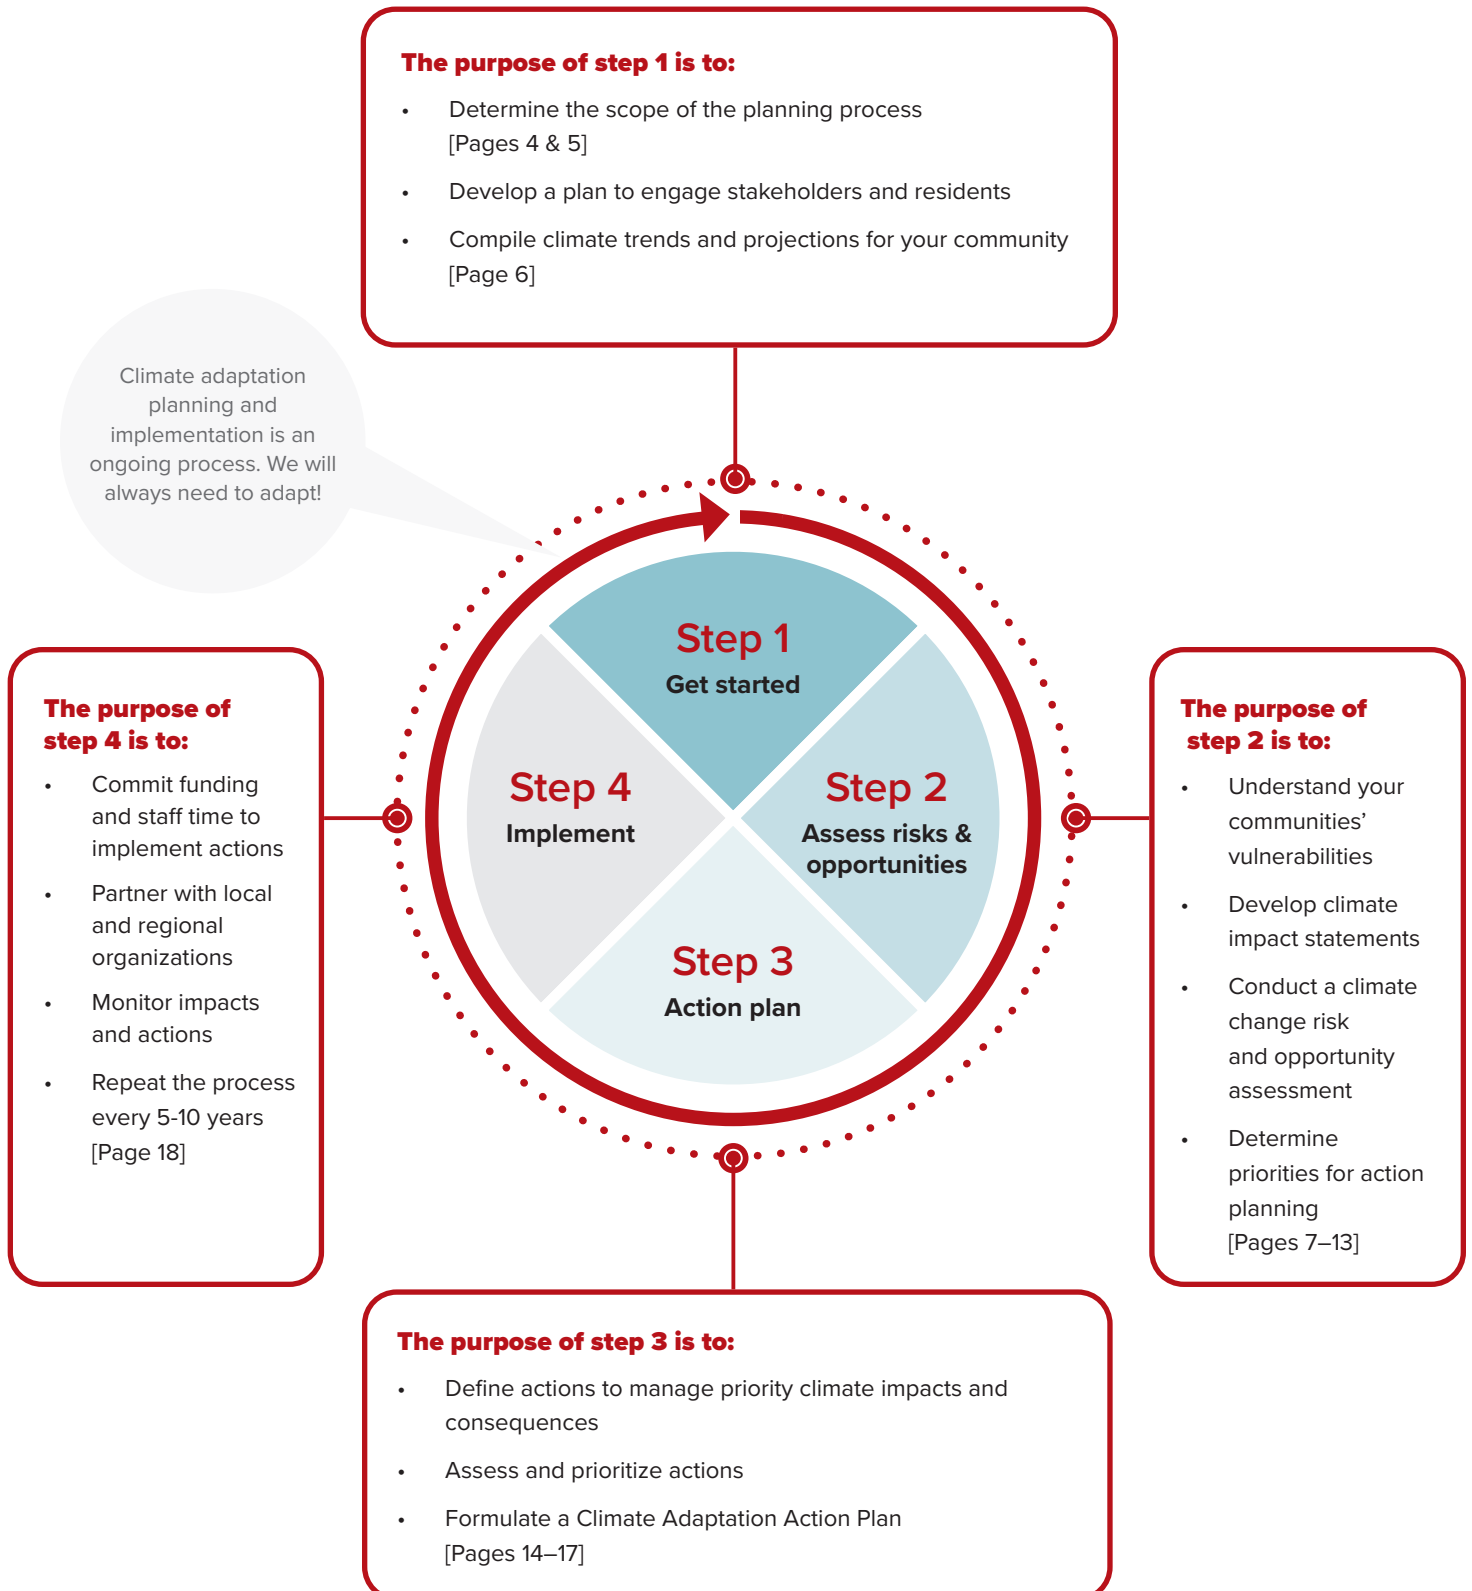 The purpose of step 1 is to:
• Determine the scope of the planning process
[Pages 4 & 5]
• Develop a plan to engage stakeholders and residents
• Compile climate trends and projections for your community
[Page 6]
Climate adaptation
planning and
implementation is an
ongoing process. We will
always need to adapt!
Step 1
Get started
Step 2
Assess risks &
opportunities
Step 3
Action plan
Step 4
Implement
The purpose of
step 2 is to:
• Understand your
communities’
vulnerabilities
• Develop climate
impact statements
• Conduct a climate
change risk
and opportunity
assessment
• Determine
priorities for action
planning
[Pages 7–13]
The purpose of step 3 is to:
• Define actions to manage priority climate impacts and
consequences
• Assess and prioritize actions
• Formulate a Climate Adaptation Action Plan
[Pages 14–17]
The purpose of
step 4 is to:
• Commit funding
and staff time to
implement actions
• Partner with local
and regional
organizations
• Monitor impacts
and actions
• Repeat the process
every 5-10 years
[Page 18]